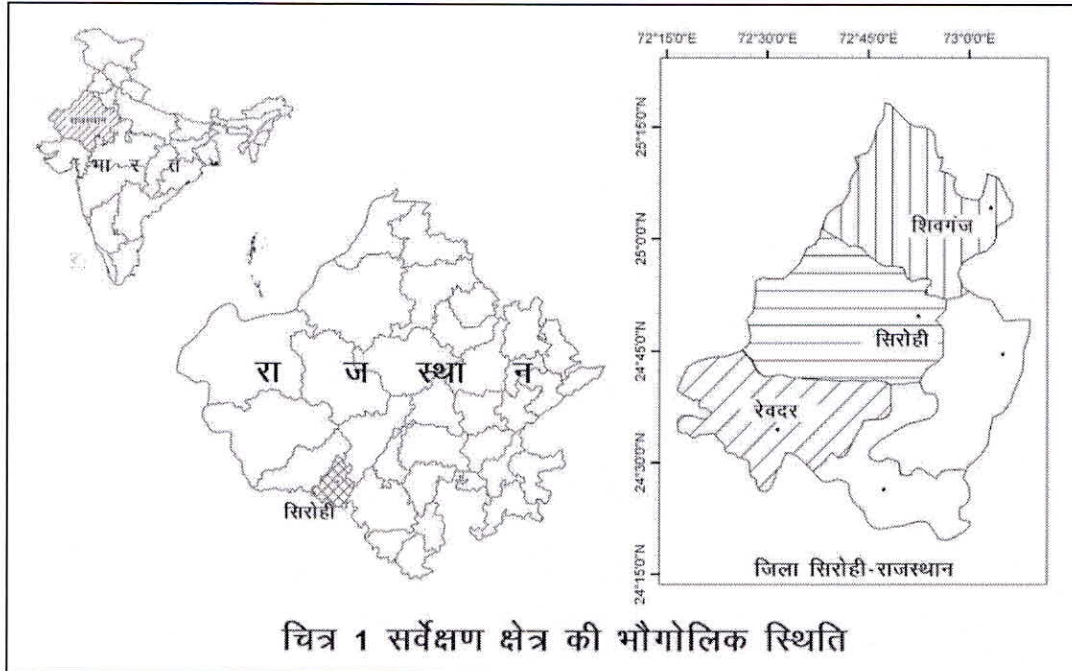 72°15'0"E 72°30'0"E 72°45'0"E 73°0'0"E
25°15'0"N
25°0'0"N
24°45'0"N
24°30'0"N
24°15'0"N
राजस्थान
भा र त
रा ज स्था न
सिरोही
शिवगंज
सिरोही
रेवदर
जिला सिरोही-राजस्थान
चित्र 1 सर्वेक्षण क्षेत्र की भौगोलिक स्थिति